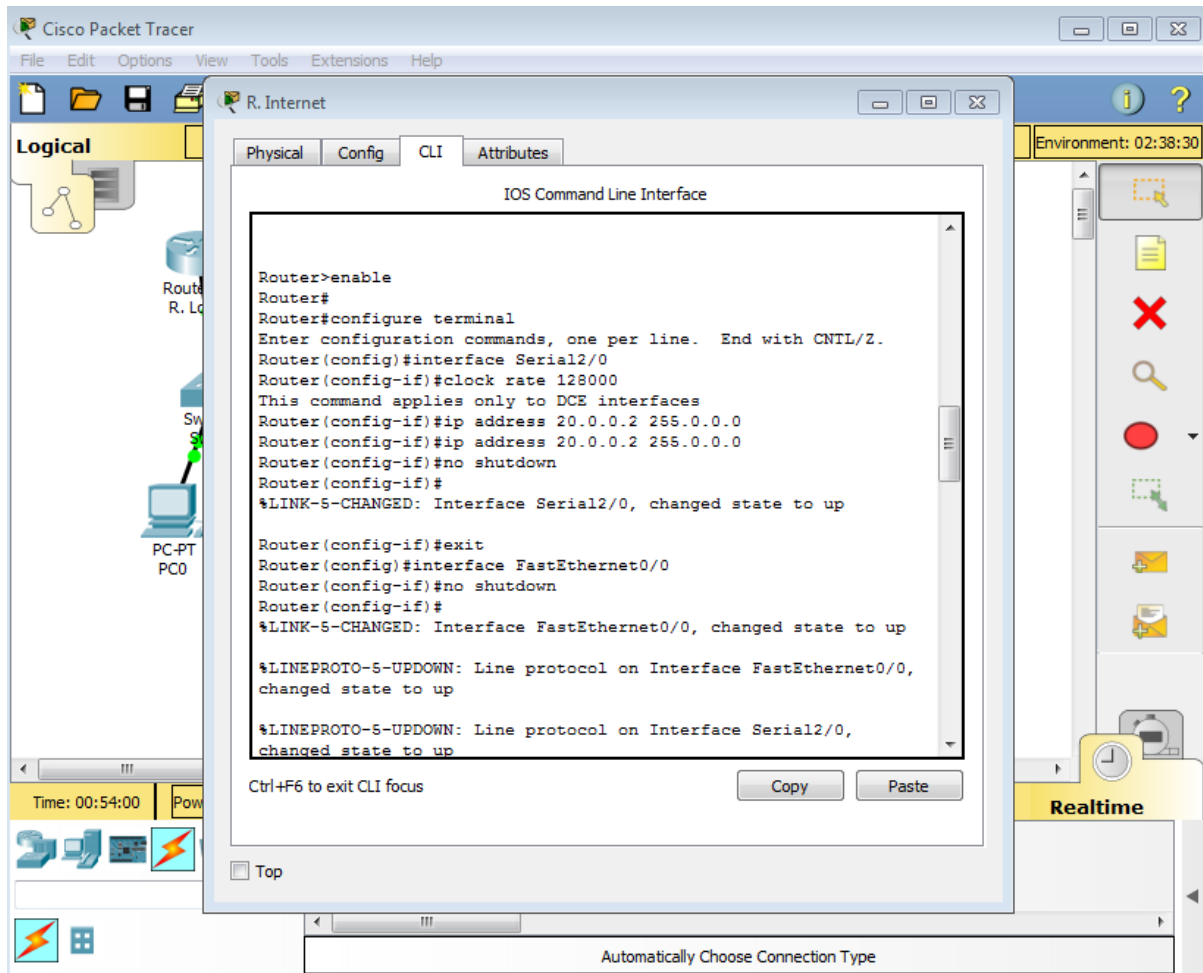 Cisco Packet Tracer
File Edit Options View Tools Extensions Help
R. Internet
Logical
Environment: 02:38:30
Physical Config CLI Attributes
IOS Command Line Interface
Router>enable
Router#
Router#configure terminal
Enter configuration commands, one per line. End with CNTL/Z.
Router(config)#interface Serial2/0
Router(config-if)#clock rate 128000
This command applies only to DCE interfaces
Router(config-if)#ip address 20.0.0.2 255.0.0.0
Router(config-if)#ip address 20.0.0.2 255.0.0.0
Router(config-if)#no shutdown
Router(config-if)#
%LINK-5-CHANGED: Interface Serial2/0, changed state to up
Router(config-if)#exit
Router(config)#interface FastEthernet0/0
Router(config-if)#no shutdown
Router(config-if)#
%LINK-5-CHANGED: Interface FastEthernet0/0, changed state to up
%LINEPROTO-5-UPDOWN: Line protocol on Interface FastEthernet0/0,
changed state to up
%LINEPROTO-5-UPDOWN: Line protocol on Interface Serial2/0,
changed state to up
Route
R. Lo
Sw
S
PC-PT
PC0
Ctrl+F6 to exit CLI focus
Copy Paste
Time: 00:54:00
Pow
Realtime
Top
Automatically Choose Connection Type